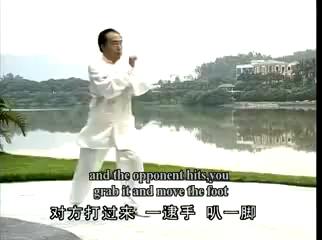 and the opponent hits,you
grab it and move the foot
对方打过来 一逮手 叭一脚